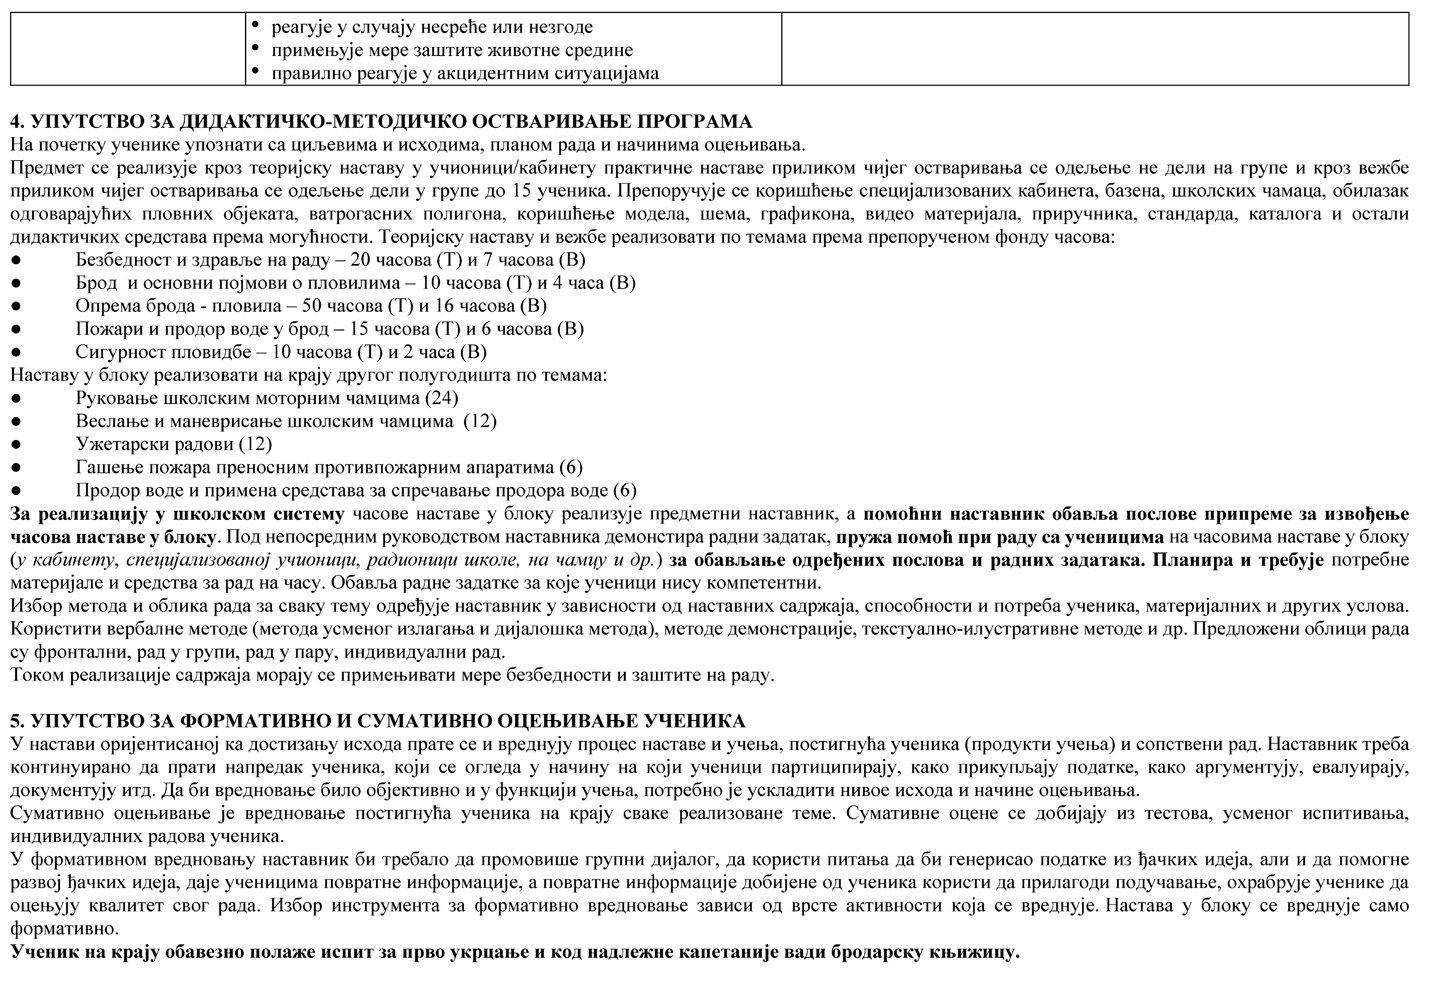 • реагује у случају несреће или незгоде
• примењује мере заштите животне средине
• правилно реагује у акцидентним ситуацијама
4. УПУТСТВО ЗА ДИДАКТИЧКО-МЕТОДИЧКО ОСТВАРИВАЊЕ ПРОГРАМА
На почетку ученике упознати са циљевима и исходима, планом рада и начинима оцењивања.
Предмет се реализује кроз теоријску наставу у учионици/кабинету практичне наставе приликом чијег остваривања се одељење не дели на групе и кроз вежбе
приликом чијег остваривања се одељење дели у групе до 15 ученика. Препоручује се коришћење специјализованих кабинета, базена, школских чамаца, обилазак
одговарајућих пловних објеката, ватрогасних полигона, коришћење модела, шема, графикона, видео материјала, приручника, стандарда, каталога и остали
дидактичких средстава према могућности. Теоријску наставу и вежбе реализовати по темама према препорученом фонду часова:
● Безбедност и здравље на раду – 20 часова (Т) и 7 часова (В)
● Брод  и основни појмови о пловилима – 10 часова (Т) и 4 часа (В)
● Опрема брода - пловила – 50 часова (Т) и 16 часова (В)
● Пожари и продор воде у брод – 15 часова (Т) и 6 часова (В)
● Сигурност пловидбе – 10 часова (Т) и 2 часа (В)
Наставу у блоку реализовати на крају другог полугодишта по темама:
● Руковање школским моторним чамцима (24)
● Веслање и маневрисање школским чамцима  (12)
● Ужетарски радови (12)
● Гашење пожара преносним противпожарним апаратима (6)
● Продор воде и примена средстава за спречавање продора воде (6)
За реализацију у школском систему часове наставе у блоку реализује предметни наставник, а помоћни наставник обавља послове припреме за извођење
часова наставе у блоку. Под непосредним руководством наставника демонстира радни задатак, пружа помоћ при раду са ученицима на часовима наставе у блоку
(у кабинету, специјализованој учионици, радионици школе, на чамцу и др.) за обављање одређених послова и радних задатака. Планира и требује потребне
материјале и средства за рад на часу. Обавља радне задатке за које ученици нису компетентни.
Избор метода и облика рада за сваку тему одређује наставник у зависности од наставних садржаја, способности и потреба ученика, материјалних и других услова.
Користити вербалне методе (метода усменог излагања и дијалошка метода), методе демонстрације, текстуално-илустративне методе и др. Предложени облици рада
су фронтални, рад у групи, рад у пару, индивидуални рад.
Током реализације садржаја морају се примењивати мере безбедности и заштите на раду.
5. УПУТСТВО ЗА ФОРМАТИВНО И СУМАТИВНО ОЦЕЊИВАЊЕ УЧЕНИКА
У настави оријентисаној ка достизању исхода прате се и вреднују процес наставе и учења, постигнућа ученика (продукти учења) и сопствени рад. Наставник треба
континуирано да прати напредак ученика, који се огледа у начину на који ученици партиципирају, како прикупљају податке, како аргументују, евалуирају,
документују итд. Да би вредновање било објективно и у функцији учења, потребно је ускладити нивое исхода и начине оцењивања.
Сумативно оцењивање је вредновање постигнућа ученика на крају сваке реализоване теме. Сумативне оцене се добијају из тестова, усменог испитивања,
индивидуалних радова ученика.
У формативном вредновању наставник би требало да промовише групни дијалог, да користи питања да би генерисао податке из ђачких идеја, али и да помогне
развој ђачких идеја, даје ученицима повратне информације, а повратне информације добијене од ученика користи да прилагоди подучавање, охрабрује ученике да
оцењују квалитет свог рада. Избор инструмента за формативно вредновање зависи од врсте активности која се вреднује. Настава у блоку се вреднује само
формативно.
Ученик на крају обавезно полаже испит за прво укрцање и код надлежне капетаније вади бродарску књижицу.